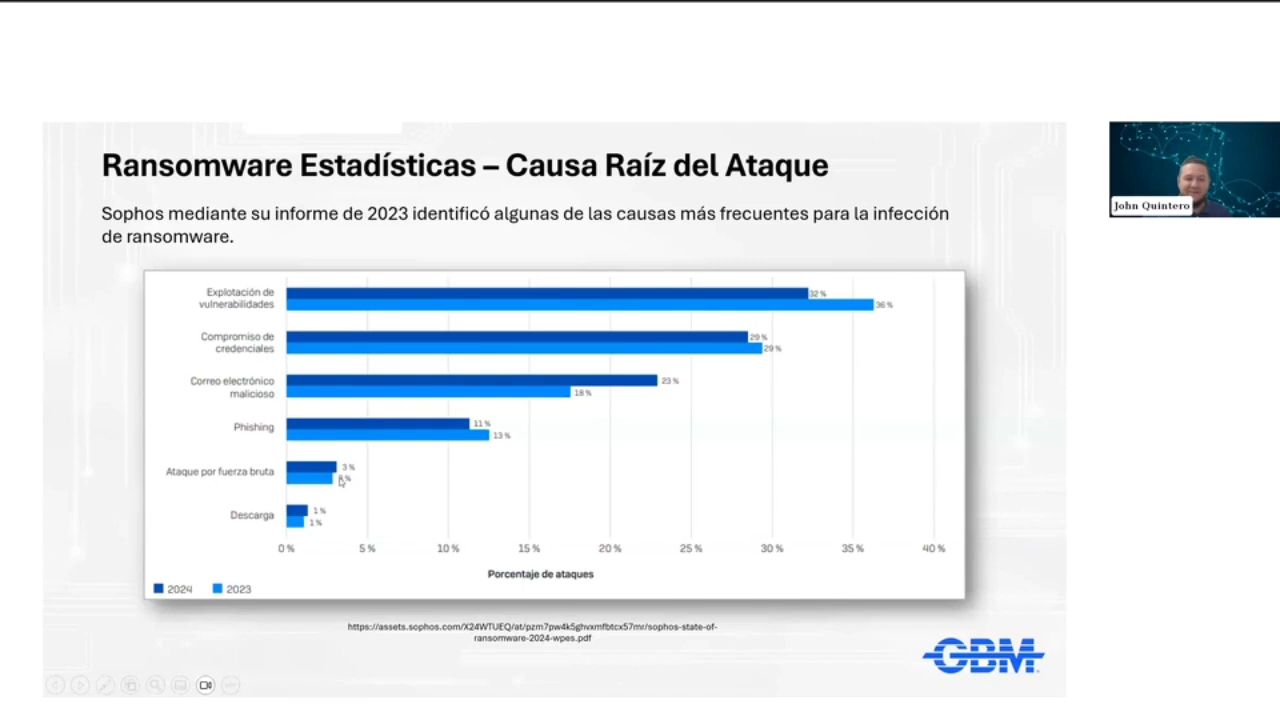 Ransomware Estadísticas – Causa Raíz del Ataque
Sophos mediante su informe de 2023 identificó algunas de las causas más frecuentes para la infección
de ransomware.
John Quintero
Explotación de
vulnerabilidades
32 %
36 %
Compromiso de
credenciales
29 %
29 %
Correo electrónico
malicioso
23 %
18 %
Phishing
11 %
13 %
Ataque por fuerza bruta
3 %
%
Descarga
1 %
1 %
0 % 5 % 10 % 15 % 20 % 25 % 30 % 35 % 40 %
Porcentaje de ataques
2024 2023
https://assets.sophos.com/X24WTUEQ/at/pzm7pw4k5ghvxmfbtcx57mr/sophos-state-of-
ransomware-2024-wpes.pdf
GBM